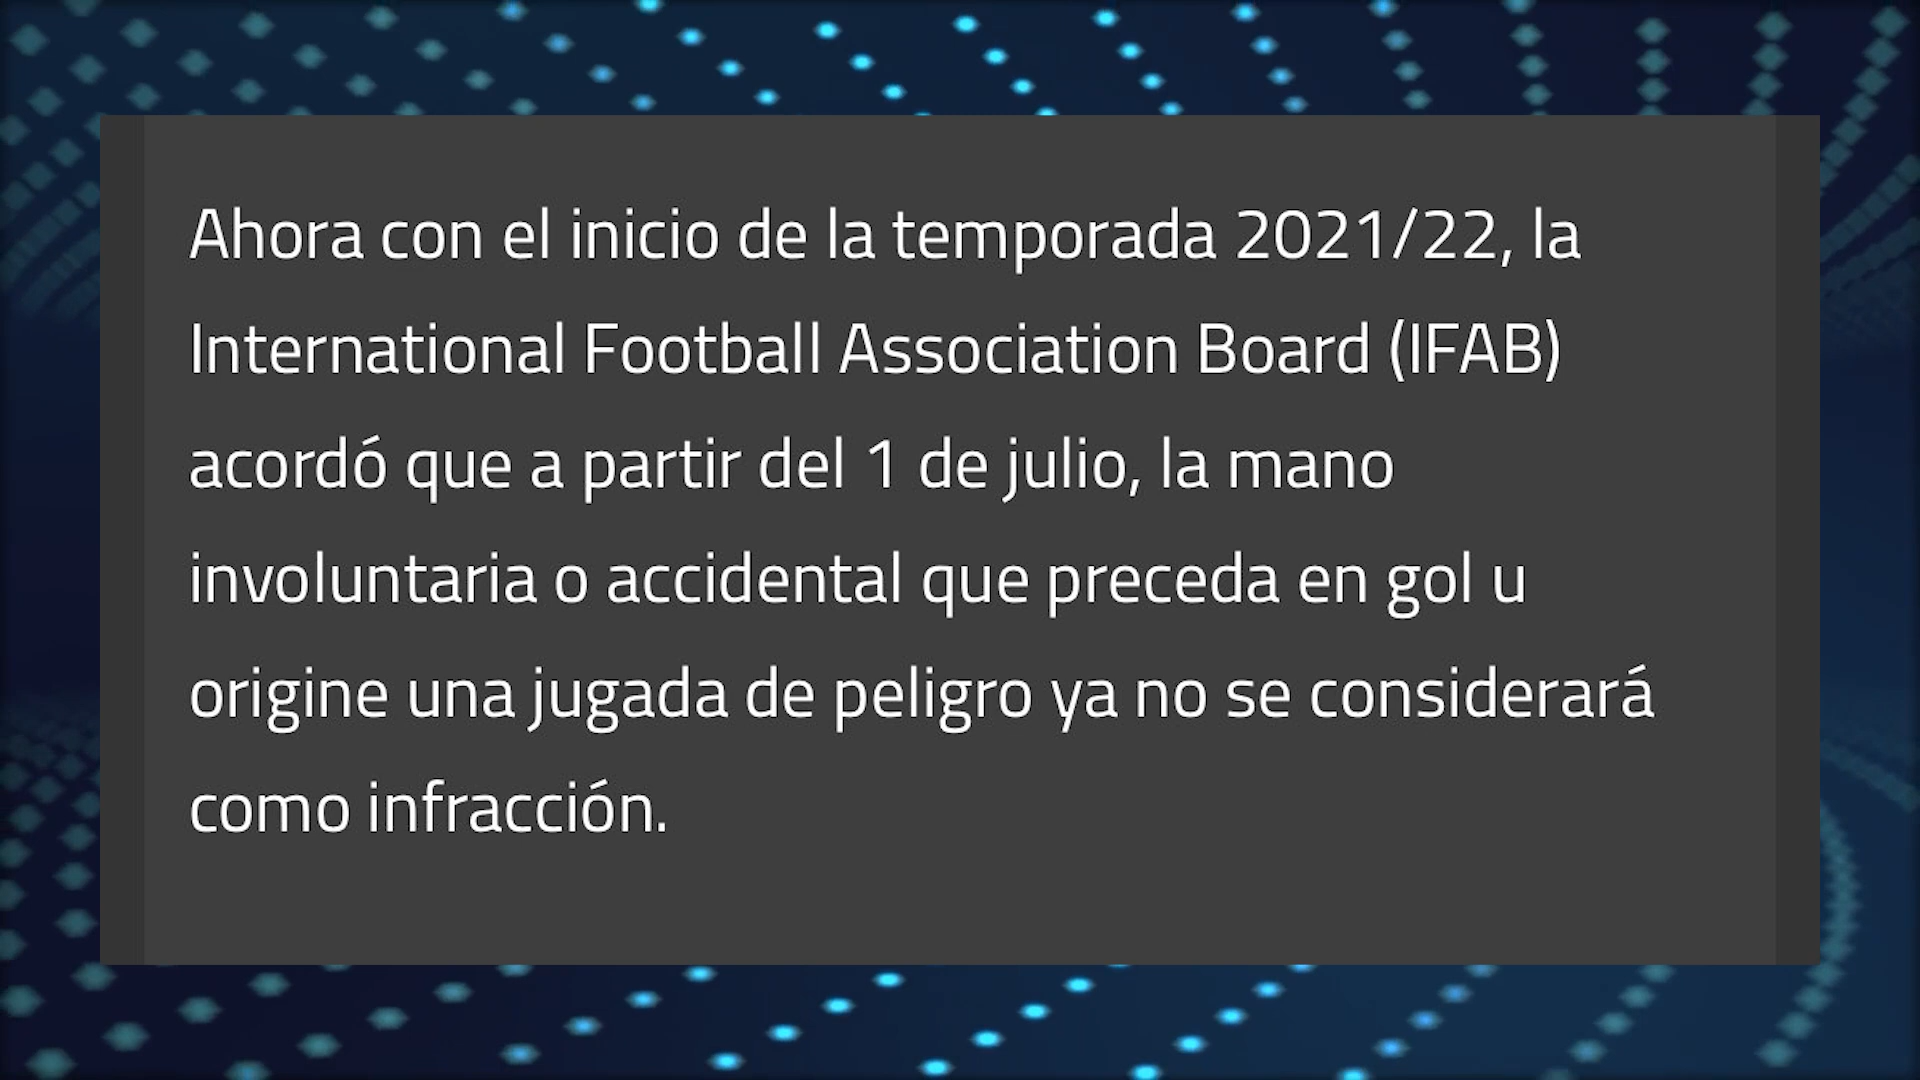 Ahora con el inicio de la temporada 2021/22, la
International Football Association Board (IFAB)
acordó que a partir del 1 de julio, la mano
involuntaria o accidental que preceda en gol u
origine una jugada de peligro ya no se considerará
como infracción.